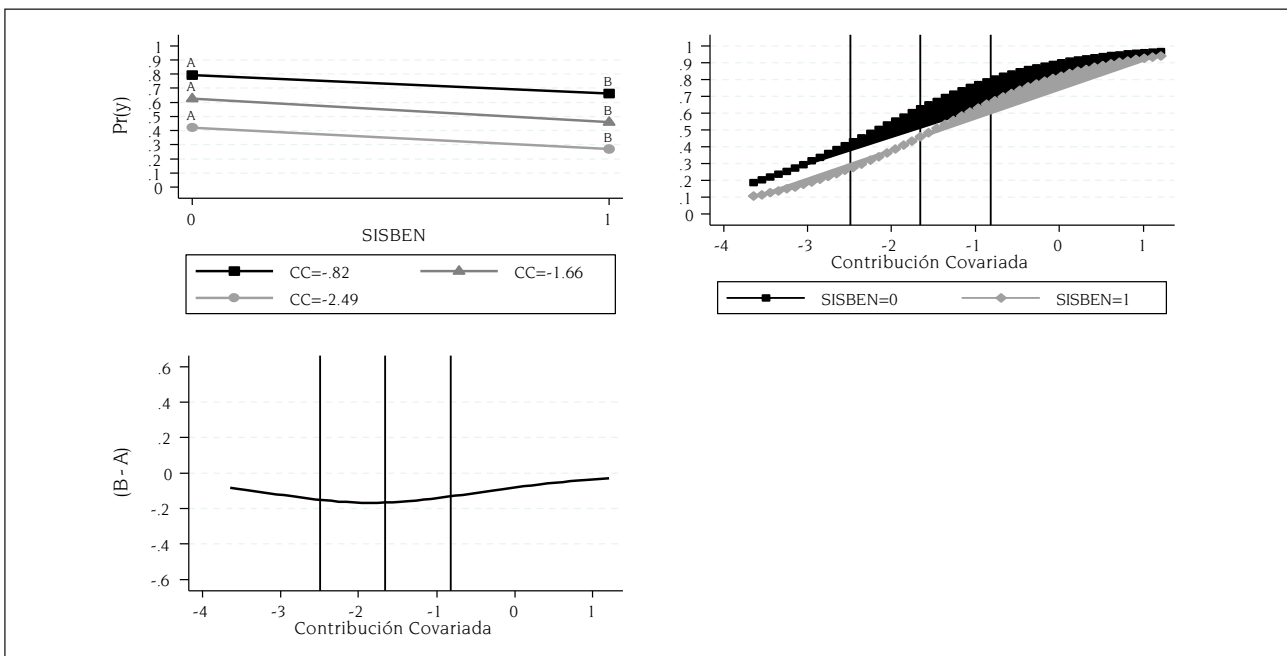 Pr(y)
1
.9
.8
.7
.6
.5
.4
.3
.2
.1
0
A
A
A
B
B
B
0
1
SISBEN
CC=-.82
CC=-1.66
CC=-2.49
1
.9
.8
.7
.6
.5
.4
.3
.2
.1
0
-4
-3
-2
-1
0
1
Contribución Covariada
SISBEN=0
SISBEN=1
(B - A)
.6
.4
.2
0
-.2
-.4
-.6
-4
-3
-2
-1
0
1
Contribución Covariada